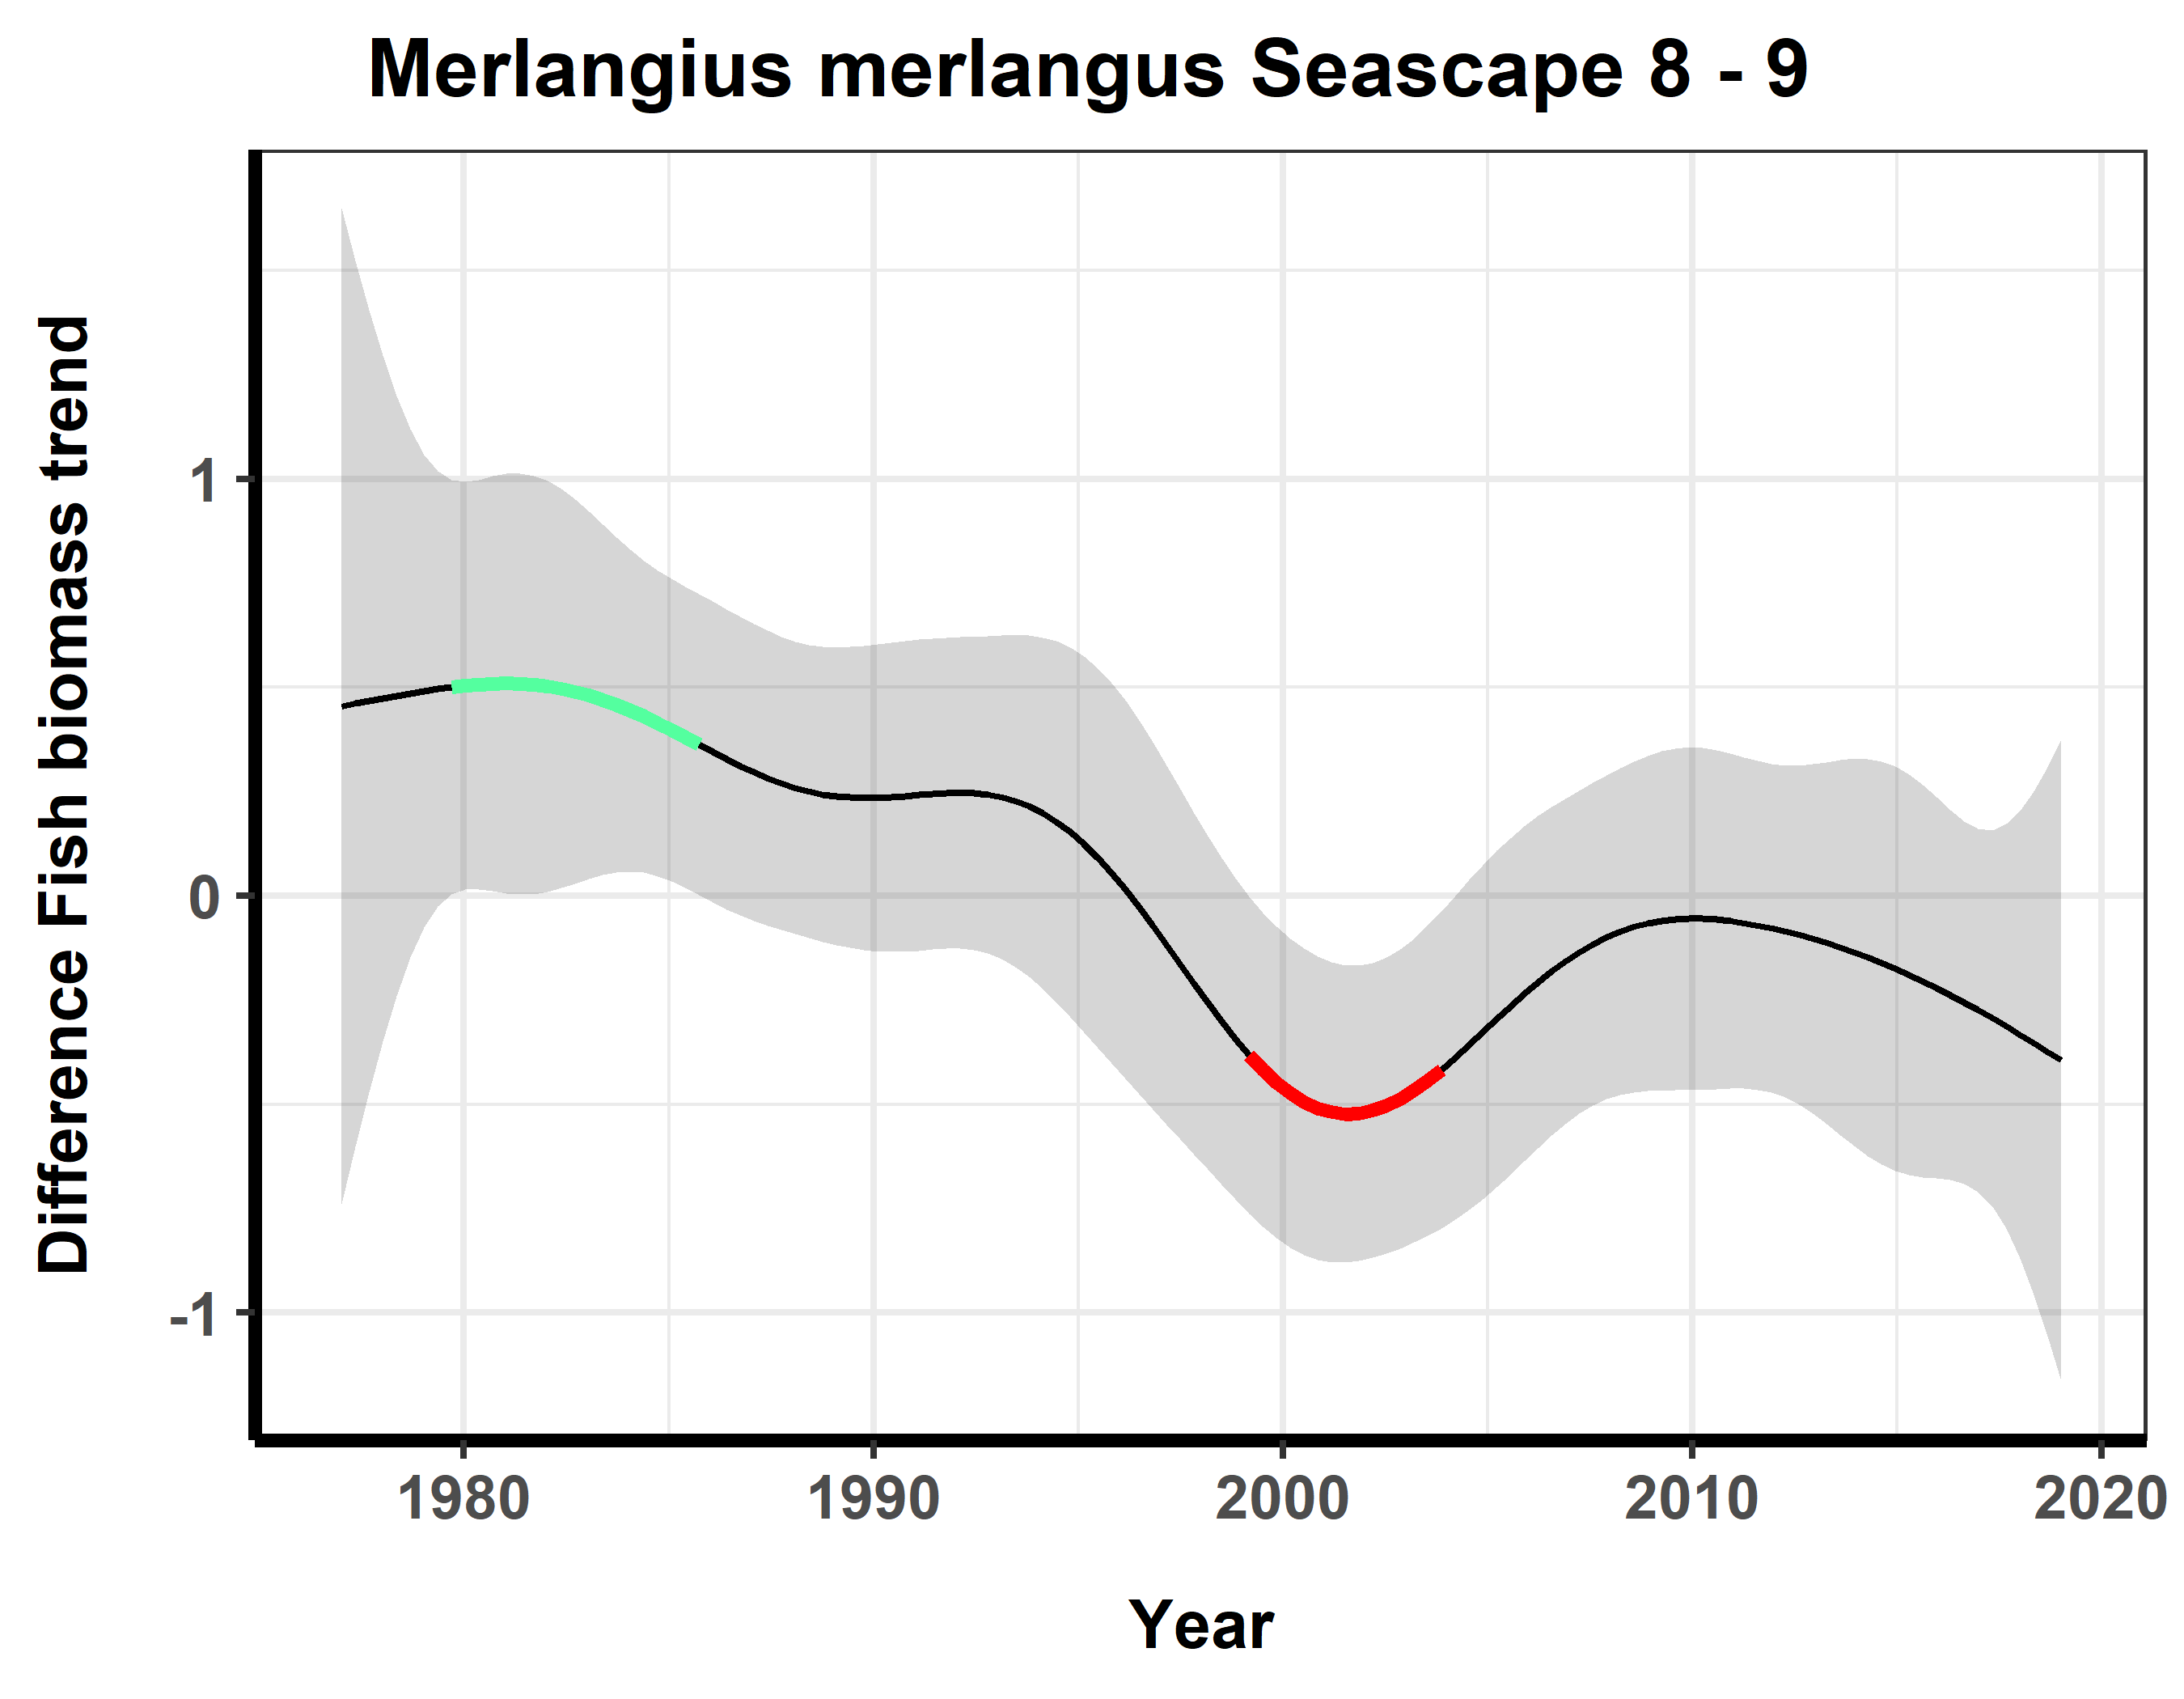 Merlangius merlangus Seascape 8 - 9
Difference Fish biomass trend
1
0
-1
1980 1990 2000 2010 2020
Year